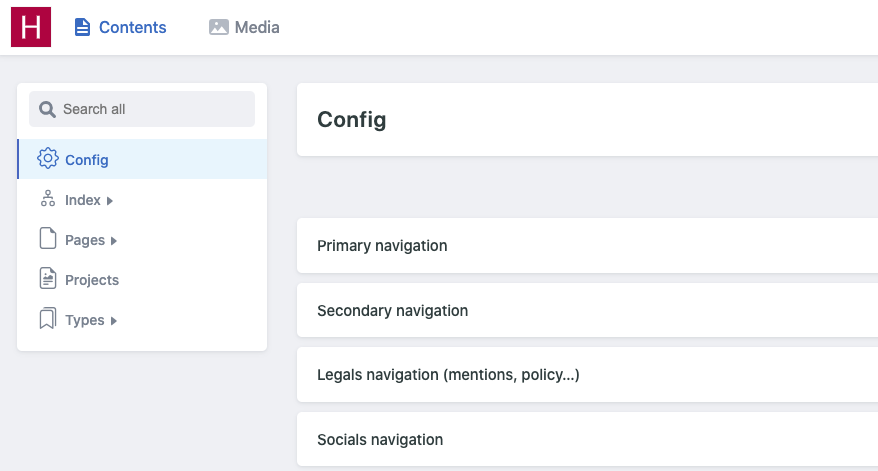 H Contents Media
Search all
Config
Index
Pages
Projects
Types
Config
Primary navigation
Secondary navigation
Legals navigation (mentions, policy...)
Socials navigation